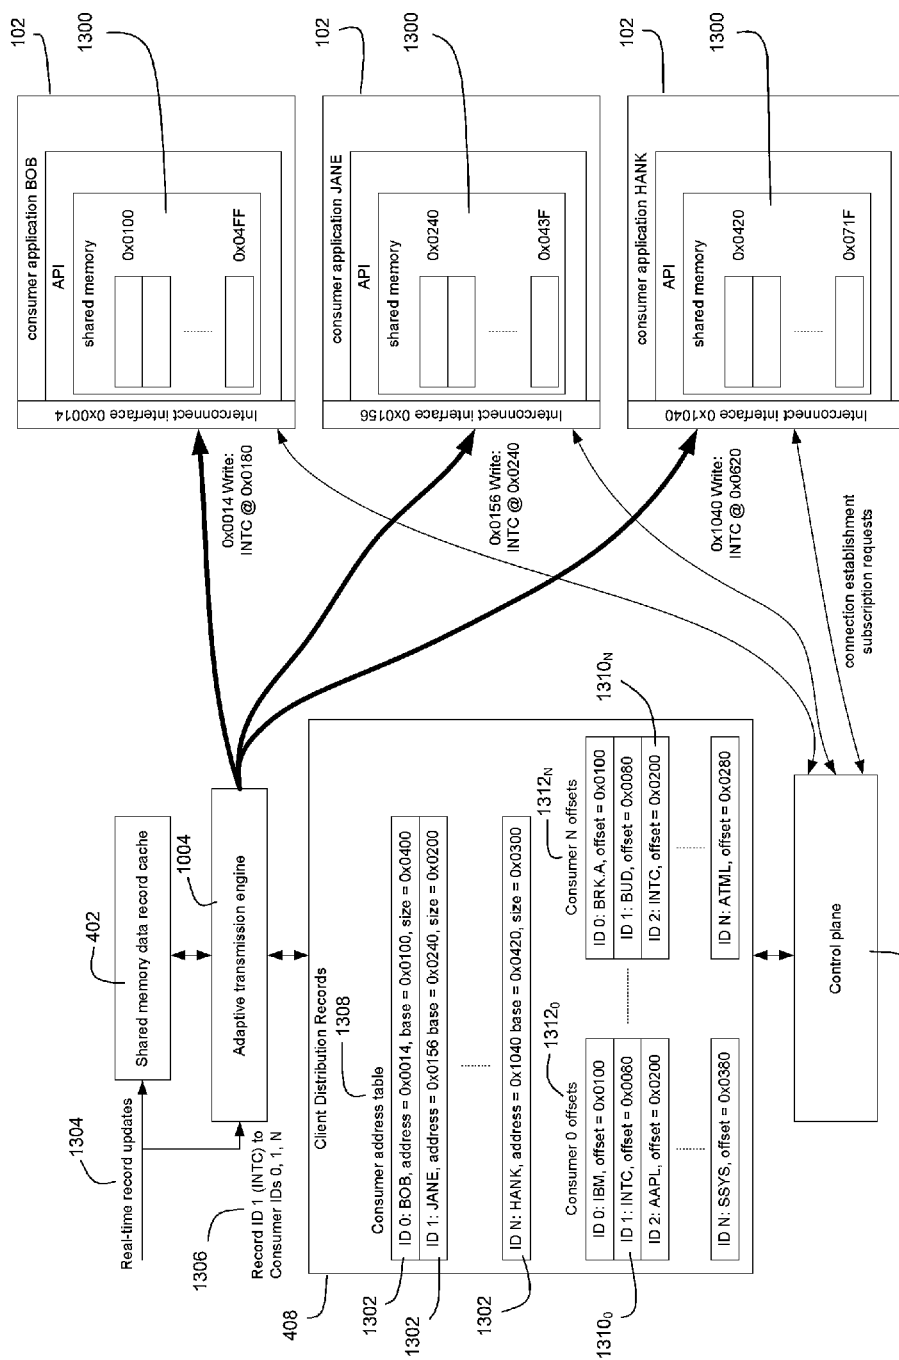 Real-time record updates
1304
402
Shared memory data record cache
1306
Record ID 1 (INTC) to
Consumer IDs 0, 1, N
1004
Adaptive transmission engine
408
Client Distribution Records
1308
Consumer address table
1302
ID 0: BOB, address = 0x0014, base = 0x0100, size = 0x0400
1302
ID 1: JANE, address = 0x0156 base = 0x0240, size = 0x0200
1302
ID N: HANK, address = 0x1040 base = 0x0420, size = 0x0300
Consumer 0 offsets
1312₀
ID 0: IBM, offset = 0x0100
1310₀
ID 1: INTC, offset = 0x0080
ID 2: AAPL, offset = 0x0200
ID N: SSYS, offset = 0x0380
Consumer N offsets
1312N
ID 0: BRK.A, offset = 0x0100
ID 1: BUD, offset = 0x0080
ID 2: INTC, offset = 0x0200
1310N
ID N: ATML, offset = 0x0280
Control plane
connection establishment
subscription requests
0x0014 Write:
INTC @ 0x0180
0x0156 Write:
INTC @ 0x0240
0x1040 Write:
INTC @ 0x0620
102
consumer application BOB
API
shared memory
0x0100
0x04FF
1300
Interconnect interface 0x0014
102
consumer application JANE
API
shared memory
0x0240
0x043F
1300
Interconnect interface 0x0156
102
consumer application HANK
API
shared memory
0x0420
0x071F
1300
Interconnect interface 0x1040